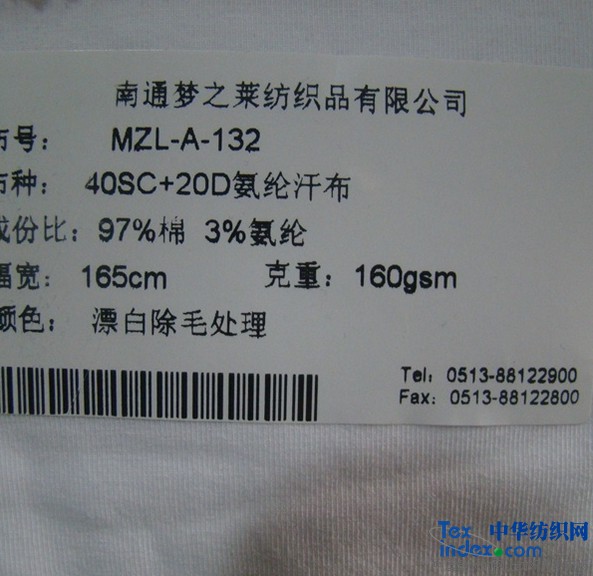 南通梦之莱纺织品有限公司
布号： MZL-A-132
布种： 40SC+20D氨纶汗布
成份比：97%棉 3%氨纶
幅宽： 165cm 克重：160gsm
颜色： 漂白除毛处理
Tel：0513-88122900
Fax：0513-88122800
Tex 中华纺织网
index.com